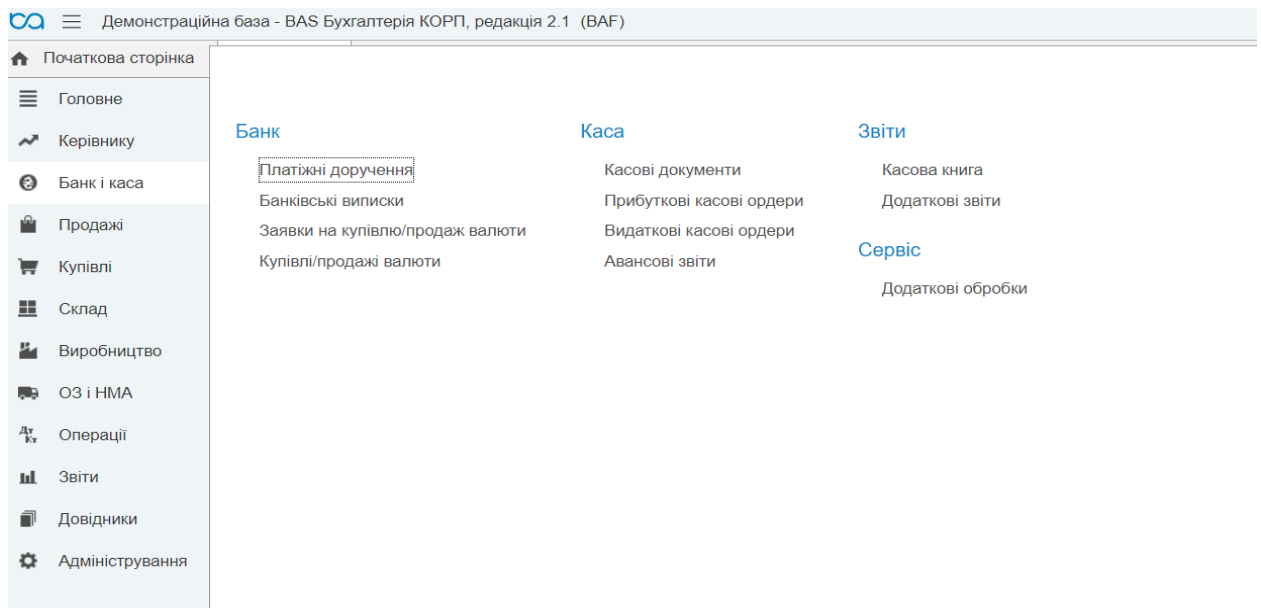 Демонстраційна база - BAS Бухгалтерія КОРП, редакція 2.1 (BAF)
Початкова сторінка
Головне
Керівнику
Банк і каса
Продажі
Купівлі
Склад
Виробництво
ОЗ і НМА
Дт Кт Операції
Звіти
Довідники
Адміністрування
Банк
Платіжні доручення
Банківські виписки
Заявки на купівлю/продаж валюти
Купівлі/продажі валюти
Каса
Касові документи
Прибуткові касові ордери
Видаткові касові ордери
Авансові звіти
Звіти
Касова книга
Додаткові звіти
Сервіс
Додаткові обробки